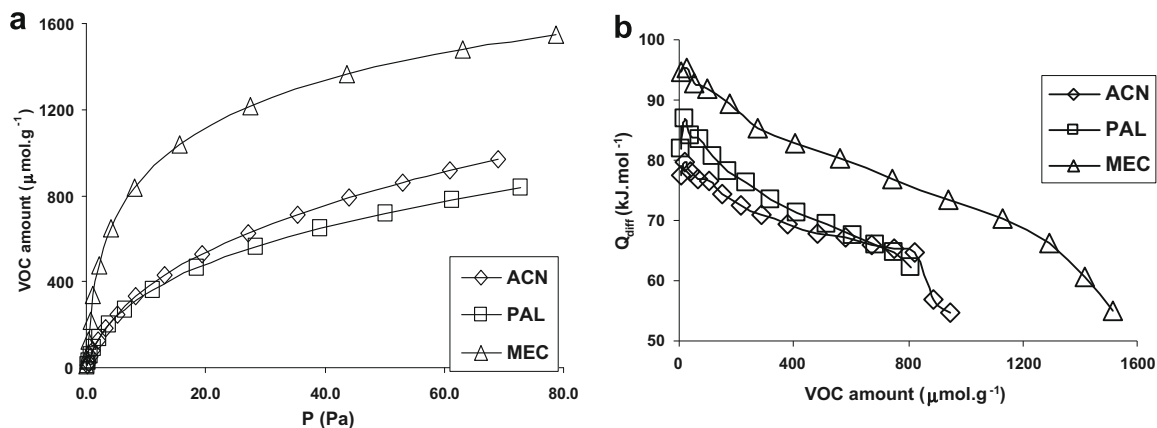 a
VOC amount (μmol.g⁻¹)
1600
1200
800
400
0
0.0 20.0 40.0 60.0 80.0
P (Pa)
ACN
PAL
MEC
b
Q_diff (kJ.mol⁻¹)
100
90
80
70
60
50
0 400 800 1200 1600
VOC amount (μmol.g⁻¹)
ACN
PAL
MEC